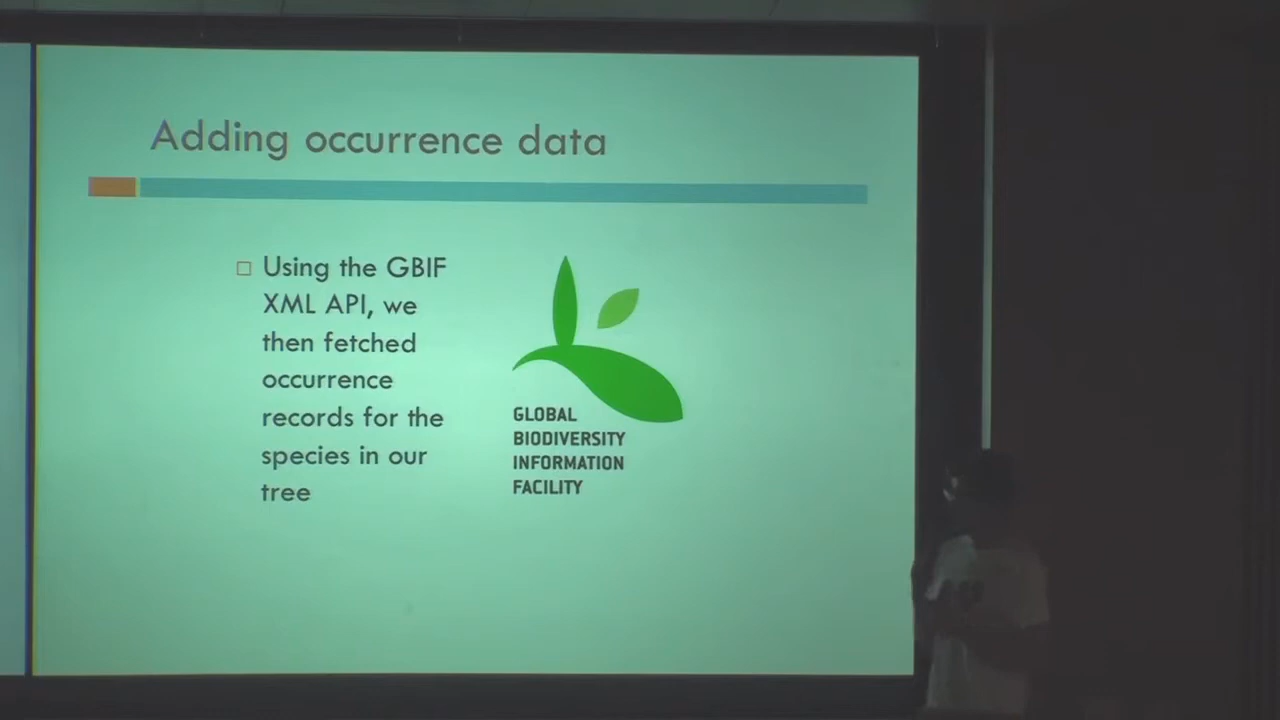 Adding occurrence data
Using the GBIF
XML API, we
then fetched
occurrence
records for the
species in our
tree
GLOBAL
BIODIVERSITY
INFORMATION
FACILITY